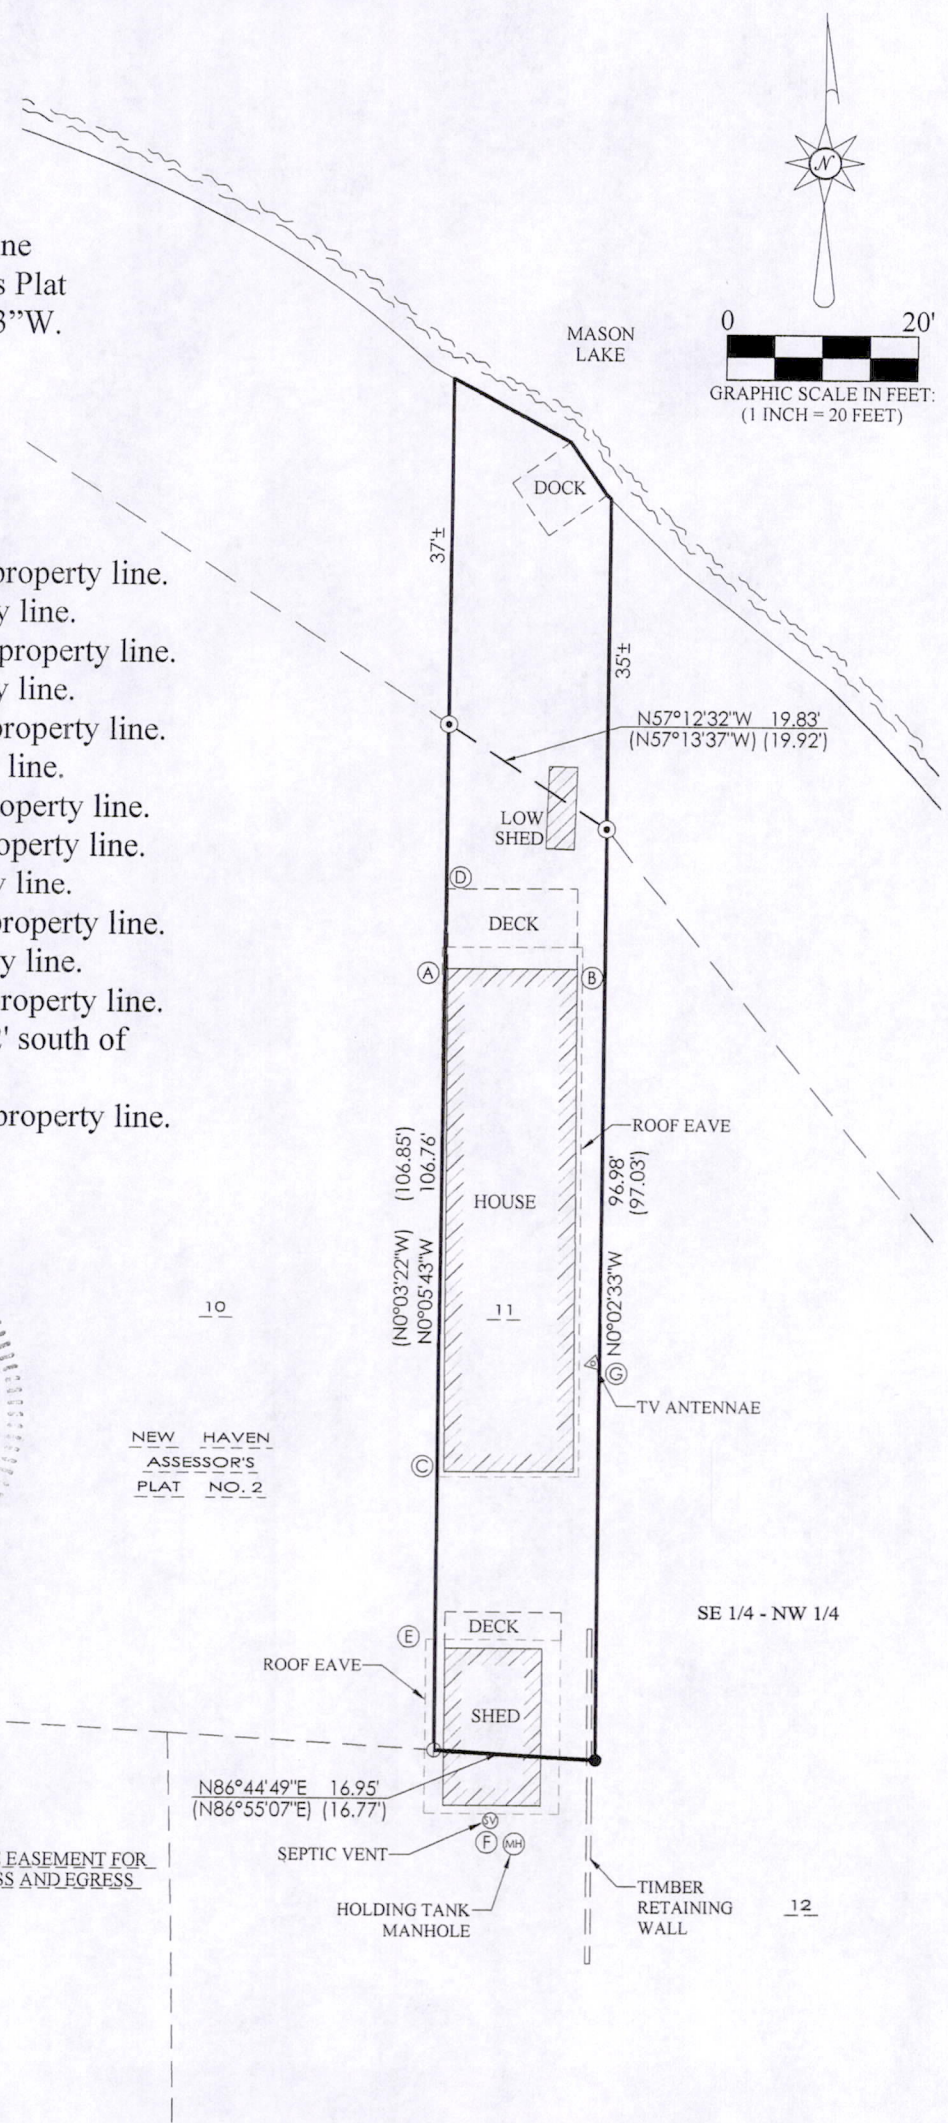 N
0 20'
GRAPHIC SCALE IN FEET:
(1 INCH = 20 FEET)
MASON
LAKE
ne
s Plat
3”W.
DOCK
37'±
35'±
property line.
y line.
property line.
y line.
property line.
line.
roperty line.
operty line.
y line.
property line.
y line.
roperty line.
2' south of
property line.
N57°12'32"W 19.83'
(N57°13'37"W) (19.92')
LOW
SHED
D
DECK
A
B
ROOF EAVE
(106.85')
106.76'
HOUSE
96.98'
(97.03')
(N0°03'22"W)
N0°05'43"W
N0°02'33"W
10
11
G
TV ANTENNAE
NEW HAVEN
ASSESSOR'S
PLAT NO. 2
C
SE 1/4 - NW 1/4
DECK
E
ROOF EAVE
SHED
N86°44'49"E 16.95'
(N86°55'07"E) (16.77')
SV
SEPTIC VENT
F
MH
EASEMENT FOR
SS AND EGRESS
HOLDING TANK
MANHOLE
TIMBER
RETAINING
WALL
12